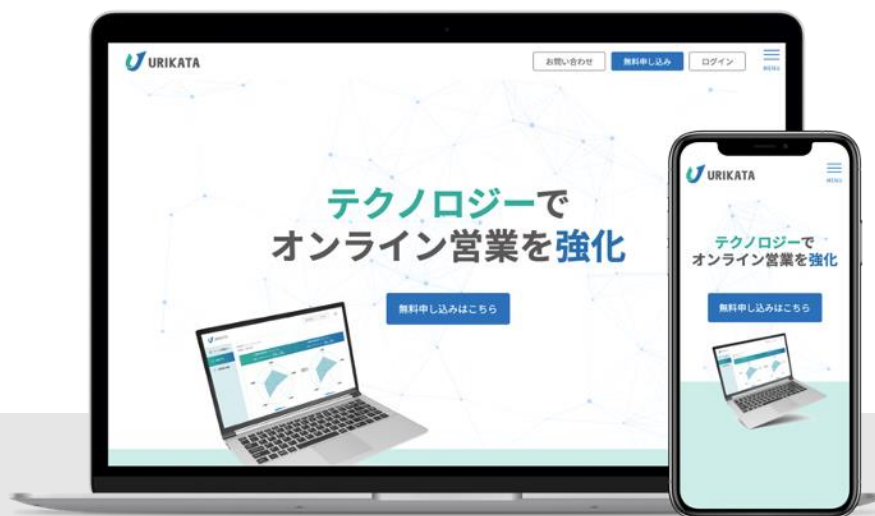 URIKATA
お問い合わせ
無料申し込み
ログイン
MENU
テクノロジーで
オンライン営業を強化
無料申し込みはこちら
URIKATA
MENU
テクノロジーで
オンライン営業を強化
無料申し込みはこちら